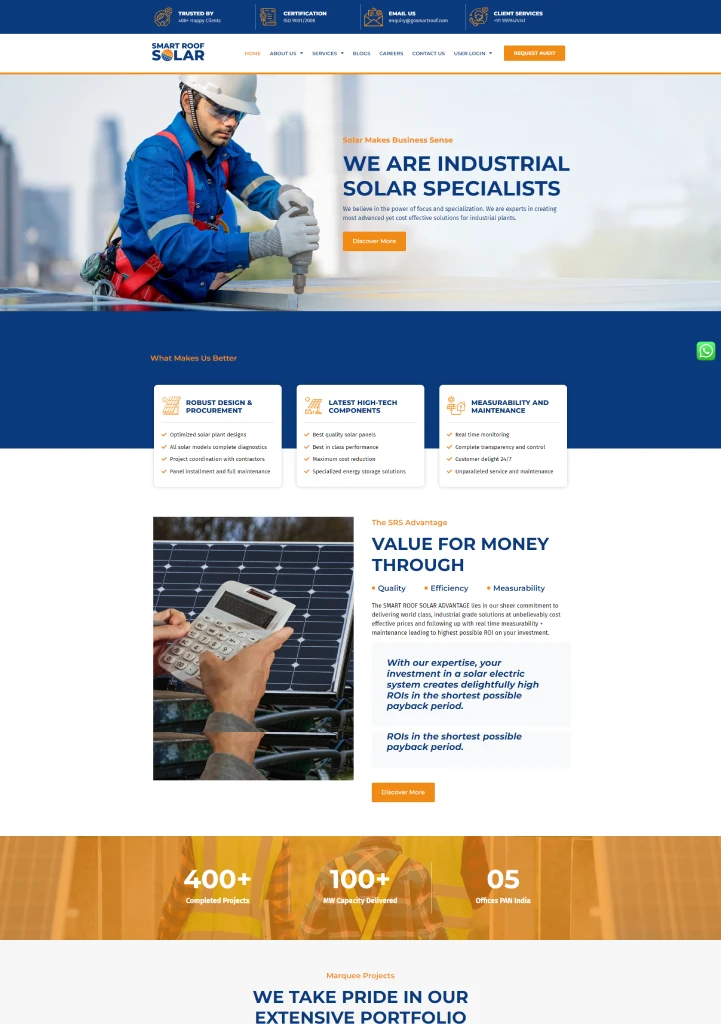 TRUSTED BY
400+ Happy Clients
CERTIFICATION
ISO 9001/2008
EMAIL US
enquiry@gosmartroof.com
CLIENT SERVICES
SMART ROOF
SOLAR
HOME
ABOUT US
SERVICES
BLOGS
CAREERS
CONTACT US
USER LOGIN
REQUEST AUDIT
Solar Makes Business Sense
WE ARE INDUSTRIAL
SOLAR SPECIALISTS
We believe in the power of focus and specialization. We are experts in creating
most advanced yet cost effective solutions for industrial plants.
Discover More
What Makes Us Better
ROBUST DESIGN &
PROCUREMENT
Optimized solar plant designs
All solar models complete diagnostics
Project coordination with contractors
Panel installment and full maintenance
LATEST HIGH-TECH
COMPONENTS
Best quality solar panels
Best in class performance
Maximum cost reduction
Specialized energy storage solutions
MEASURABILITY AND
MAINTENANCE
Real time monitoring
Complete transparency and control
Customer delight 24/7
Unparalleled service and maintenance
The SRS Advantage
VALUE FOR MONEY
THROUGH
Quality
Efficiency
Measurability
The SMART ROOF SOLAR ADVANTAGE lies in our sheer commitment to
delivering world class, industrial grade solutions at unbelievably cost
effective prices and following up with real time measurability +
maintenance leading to highest possible ROI on your investment.
With our expertise, your
investment in a solar electric
system creates delightfully high
ROIs in the shortest possible
payback period.
ROIs in the shortest possible
payback period.
Discover More
400+
Completed Projects
100+
MW Capacity Delivered
05
Offices PAN India
Marquee Projects
WE TAKE PRIDE IN OUR
EXTENSIVE PORTFOLIO